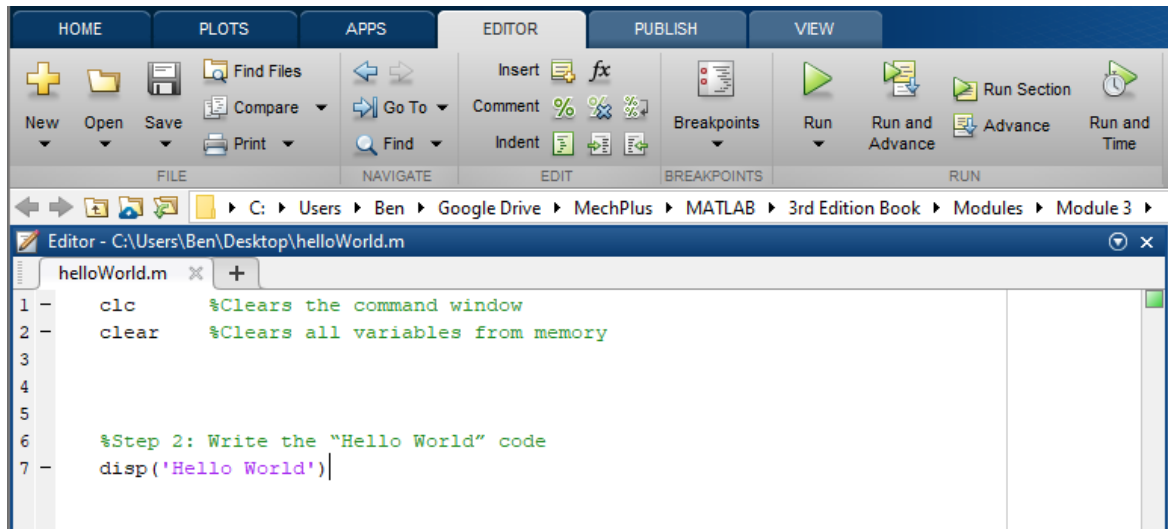 HOME PLOTS APPS EDITOR PUBLISH VIEW
Find Files Insert fx
New Open Save Compare Go To Comment Breakpoints Run Run and Advance Run Section Run and Time
Print Find Indent Advance
FILE NAVIGATE EDIT BREAKPOINTS RUN
C: Users Ben Google Drive MechPlus MATLAB 3rd Edition Book Modules Module 3
Editor - C:\Users\Ben\Desktop\helloWorld.m
helloWorld.m
1 clc %Clears the command window
2 clear %Clears all variables from memory
3
4
5
6 %Step 2: Write the “Hello World” code
7 disp('Hello World')